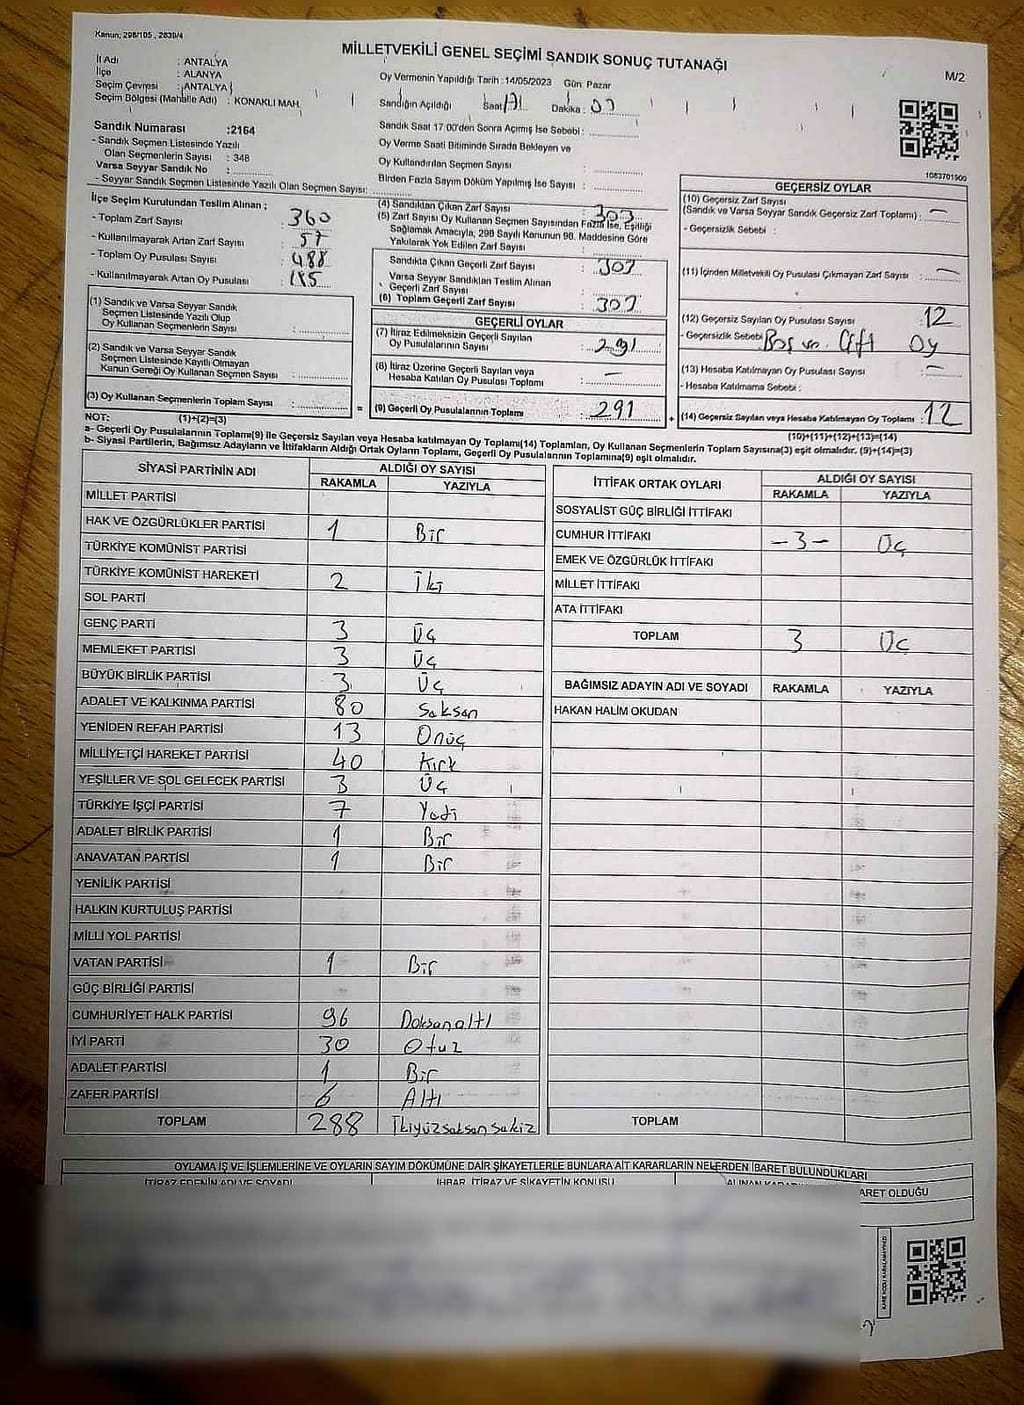 Kanun; 298/105 , 2839/4
MİLLETVEKİLİ GENEL SEÇİMİ SANDIK SONUÇ TUTANAĞI
M/2
İl Adı : ANTALYA
İlçe : ALANYA
Seçim Çevresi : ANTALYA
Seçim Bölgesi (Mahalle Adı) : KONAKLI MAH.
Oy Vermenin Yapıldığı Tarih :14/05/2023 Gün: Pazar
Sandığın Açıldığı Saat Dakika :
Sandık Numarası :2164
- Sandık Seçmen Listesinde Yazılı
Olan Seçmenlerin Sayısı : 348
Varsa Seyyar Sandık No :
- Seyyar Sandık Seçmen Listesinde Yazılı Olan Seçmen Sayısı:
Sandık Saat 17:00'den Sonra Açımış İse Sebebi :
Oy Verme Saati Bitiminde Sırada Bekleyen ve
Oy Kullandırılan Seçmen Sayısı :
Birden Fazla Sayım Döküm Yapılmış İse Sayısı :
1083701900
İlçe Seçim Kurulundan Teslim Alınan ;
- Toplam Zarf Sayısı : 360
- Kullanılmayarak Artan Zarf Sayısı : 57
- Toplam Oy Pusulası Sayısı : 488
- Kullanılmayarak Artan Oy Pusulası : 185
(1) Sandık ve Varsa Seyyar Sandık
Seçmen Listesinde Yazılı Olup
Oy Kullanan Seçmenlerin Sayısı :
(2) Sandık ve Varsa Seyyar Sandık
Seçmen Listesinde Kayıtlı Olmayan
Kanun Gereği Oy Kullanan Seçmen Sayısı :
(3) Oy Kullanan Seçmenlerin Toplam Sayısı :
(1)+(2)=(3)
(4) Sandıktan Çıkan Zarf Sayısı : 303
(5) Zarf Sayısı Oy Kullanan Seçmen Sayısından Fazla İse, Eşitliği
Sağlamak Amacıyla, 298 Sayılı Kanunun 98. Maddesine Göre
Yakılarak Yok Edilen Zarf Sayısı :
Sandıkta Çıkan Geçerli Zarf Sayısı : 303
Varsa Seyyar Sandıktan Teslim Alınan
Geçerli Zarf Sayısı :
(6) Toplam Geçerli Zarf Sayısı : 303
GEÇERLİ OYLAR
(7) İtiraz Edilmeksizin Geçerli Sayılan
Oy Pusulalarının Sayısı : 291
(8) İtiraz Üzerine Geçerli Sayılan veya
Hesaba Katılan Oy Pusulası Toplamı : -
= (9) Geçerli Oy Pusulalarının Toplamı : 291
GEÇERSİZ OYLAR
(10) Geçersiz Zarf Sayısı
(Sandık ve Varsa Seyyar Sandık Geçersiz Zarf Toplamı) : -
- Geçersizlik Sebebi :
(11) İçinden Milletvekili Oy Pusulası Çıkmayan Zarf Sayısı : -
(12) Geçersiz Sayılan Oy Pusulası Sayısı : 12
- Geçersizlik Sebebi : Boş ve Çift Oy
(13) Hesaba Katılmayan Oy Pusulası Sayısı : -
- Hesaba Katılmama Sebebi :
+ (14) Geçersiz Sayılan veya Hesaba Katılmayan Oy Toplamı : 12
(10)+(11)+(12)+(13)=(14)
NOT:
a- Geçerli Oy Pusulalarının Toplamı(9) ile Geçersiz Sayılan veya Hesaba katılmayan Oy Toplamı(14) Toplamları, Oy Kullanan Seçmenlerin Toplam Sayısına(3) eşit olmalıdır. (9)+(14)=(3)
b- Siyasi Partilerin, Bağımsız Adayların ve İttifakların Aldığı Ortak Oyların Toplamı, Geçerli Oy Pusulalarının Toplamına(9) eşit olmalıdır.
SİYASİ PARTİNİN ADI ALDIĞI OY SAYISI
RAKAMLA YAZIYLA
MİLLET PARTİSİ
HAK VE ÖZGÜRLÜKLER PARTİSİ 1 Bir
TÜRKİYE KOMÜNİST PARTİSİ
TÜRKİYE KOMÜNİST HAREKETİ 2 İki
SOL PARTİ
GENÇ PARTİ 3 Üç
MEMLEKET PARTİSİ 3 Üç
BÜYÜK BİRLİK PARTİSİ 3 Üç
ADALET VE KALKINMA PARTİSİ 80 Seksen
YENİDEN REFAH PARTİSİ 13 Onüç
MİLLİYETÇİ HAREKET PARTİSİ 40 Kırk
YEŞİLLER VE SOL GELECEK PARTİSİ 3 Üç
TÜRKİYE İŞÇİ PARTİSİ 7 Yedi
ADALET BİRLİK PARTİSİ 1 Bir
ANAVATAN PARTİSİ 1 Bir
YENİLİK PARTİSİ
HALKIN KURTULUŞ PARTİSİ
MİLLİ YOL PARTİSİ
VATAN PARTİSİ 1 Bir
GÜÇ BİRLİĞİ PARTİSİ
CUMHURİYET HALK PARTİSİ 96 Doksanaltı
İYİ PARTİ 30 Otuz
ADALET PARTİSİ 1 Bir
ZAFER PARTİSİ 6 Altı
TOPLAM 288 İkiyüzseksensekiz
İTTİFAK ORTAK OYLARI ALDIĞI OY SAYISI
RAKAMLA YAZIYLA
SOSYALİST GÜÇ BİRLİĞİ İTTİFAKI
CUMHUR İTTİFAKI -3- Üç
EMEK VE ÖZGÜRLÜK İTTİFAKI
MİLLET İTTİFAKI
ATA İTTİFAKI
TOPLAM 3 Üç
BAĞIMSIZ ADAYIN ADI VE SOYADI RAKAMLA YAZIYLA
HAKAN HALİM OKUDAN
TOPLAM
OYLAMA İŞ VE İŞLEMLERİNE VE OYLARIN SAYIM DÖKÜMÜNE DAİR ŞİKAYETLERLE BUNLARA AİT KARARLARIN NELERDEN İBARET BULUNDUKLARI
İTİRAZ EDENİN ADI VE SOYADI İHBAR, İTİRAZ VE ŞİKAYETİN KONUSU ALINAN
İBARET OLDUĞU
KARE KODU KARALAMAYINIZ!